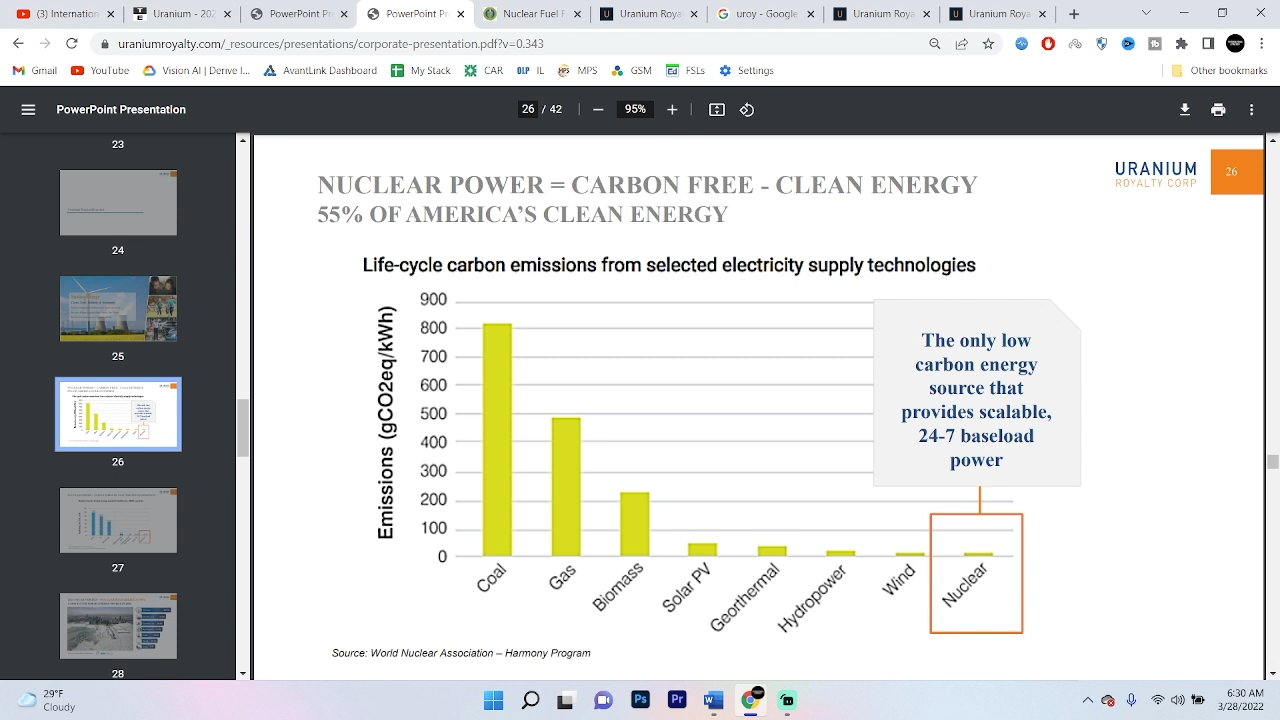 International
Uranium - 202
PowerPoint Pr
PowerPoint Pr
Nuclear Fuel F
Uranium Roya
uroy - Google
Uranium Roya
Uranium Roya
uraniumroyalty.com/_resources/presentations/corporate-presentation.pdf?v=0.343
Gmail
YouTube
Vision AI | Derive I...
Avantlink Dashboard
My Stack
CAR
OLP IL
MPS
GSM
FSLs
Settings
Other bookmarks
PowerPoint Presentation
26 / 42
95%
23
24
25
26
27
28
NUCLEAR POWER = CARBON FREE - CLEAN ENERGY
55% OF AMERICA'S CLEAN ENERGY
URANIUM
ROYALTY CORP
26
Life-cycle carbon emissions from selected electricity supply technologies
Emissions (gCO2eq/kWh)
900
800
700
600
500
400
300
200
100
0
Coal
Gas
Biomass
Solar PV
Georthermal
Hydropower
Wind
Nuclear
The only low
carbon energy
source that
provides scalable,
24-7 baseload
power
Source: World Nuclear Association – Harmony Program
29°F
Cloudy
6:30 AM
3/28/2022